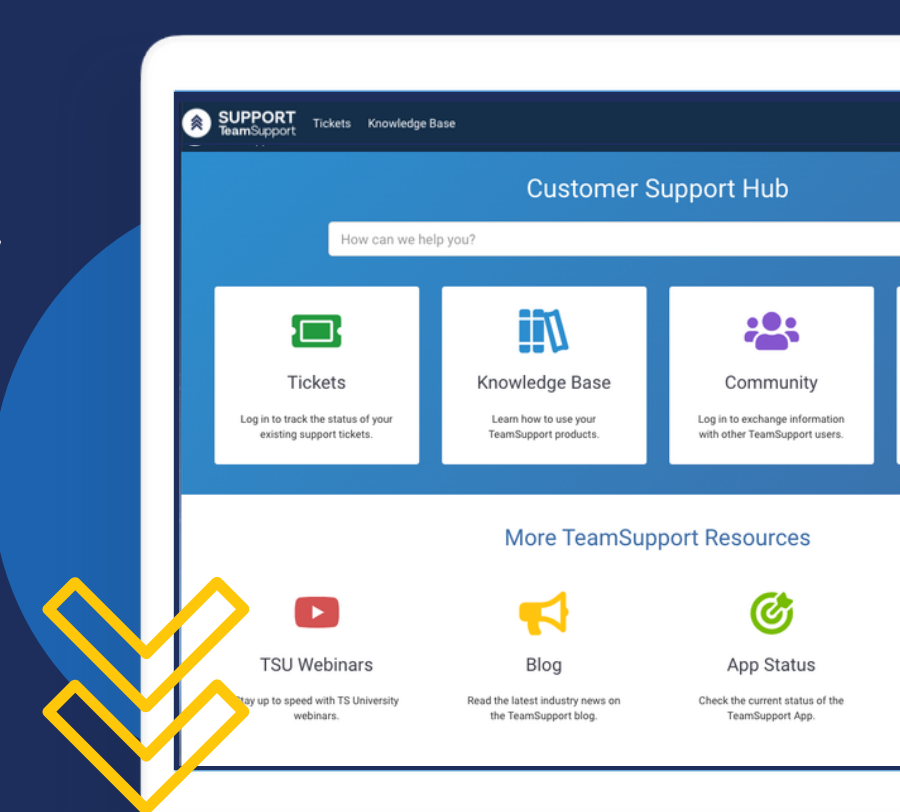 SUPPORT
TeamSupport
Tickets
Knowledge Base
Customer Support Hub
How can we help you?
Tickets
Log in to track the status of your
existing support tickets.
Knowledge Base
Learn how to use your
TeamSupport products.
Community
Log in to exchange information
with other TeamSupport users.
More TeamSupport Resources
TSU Webinars
Stay up to speed with TS University
webinars.
Blog
Read the latest industry news on
the TeamSupport blog.
App Status
Check the current status of the
TeamSupport App.